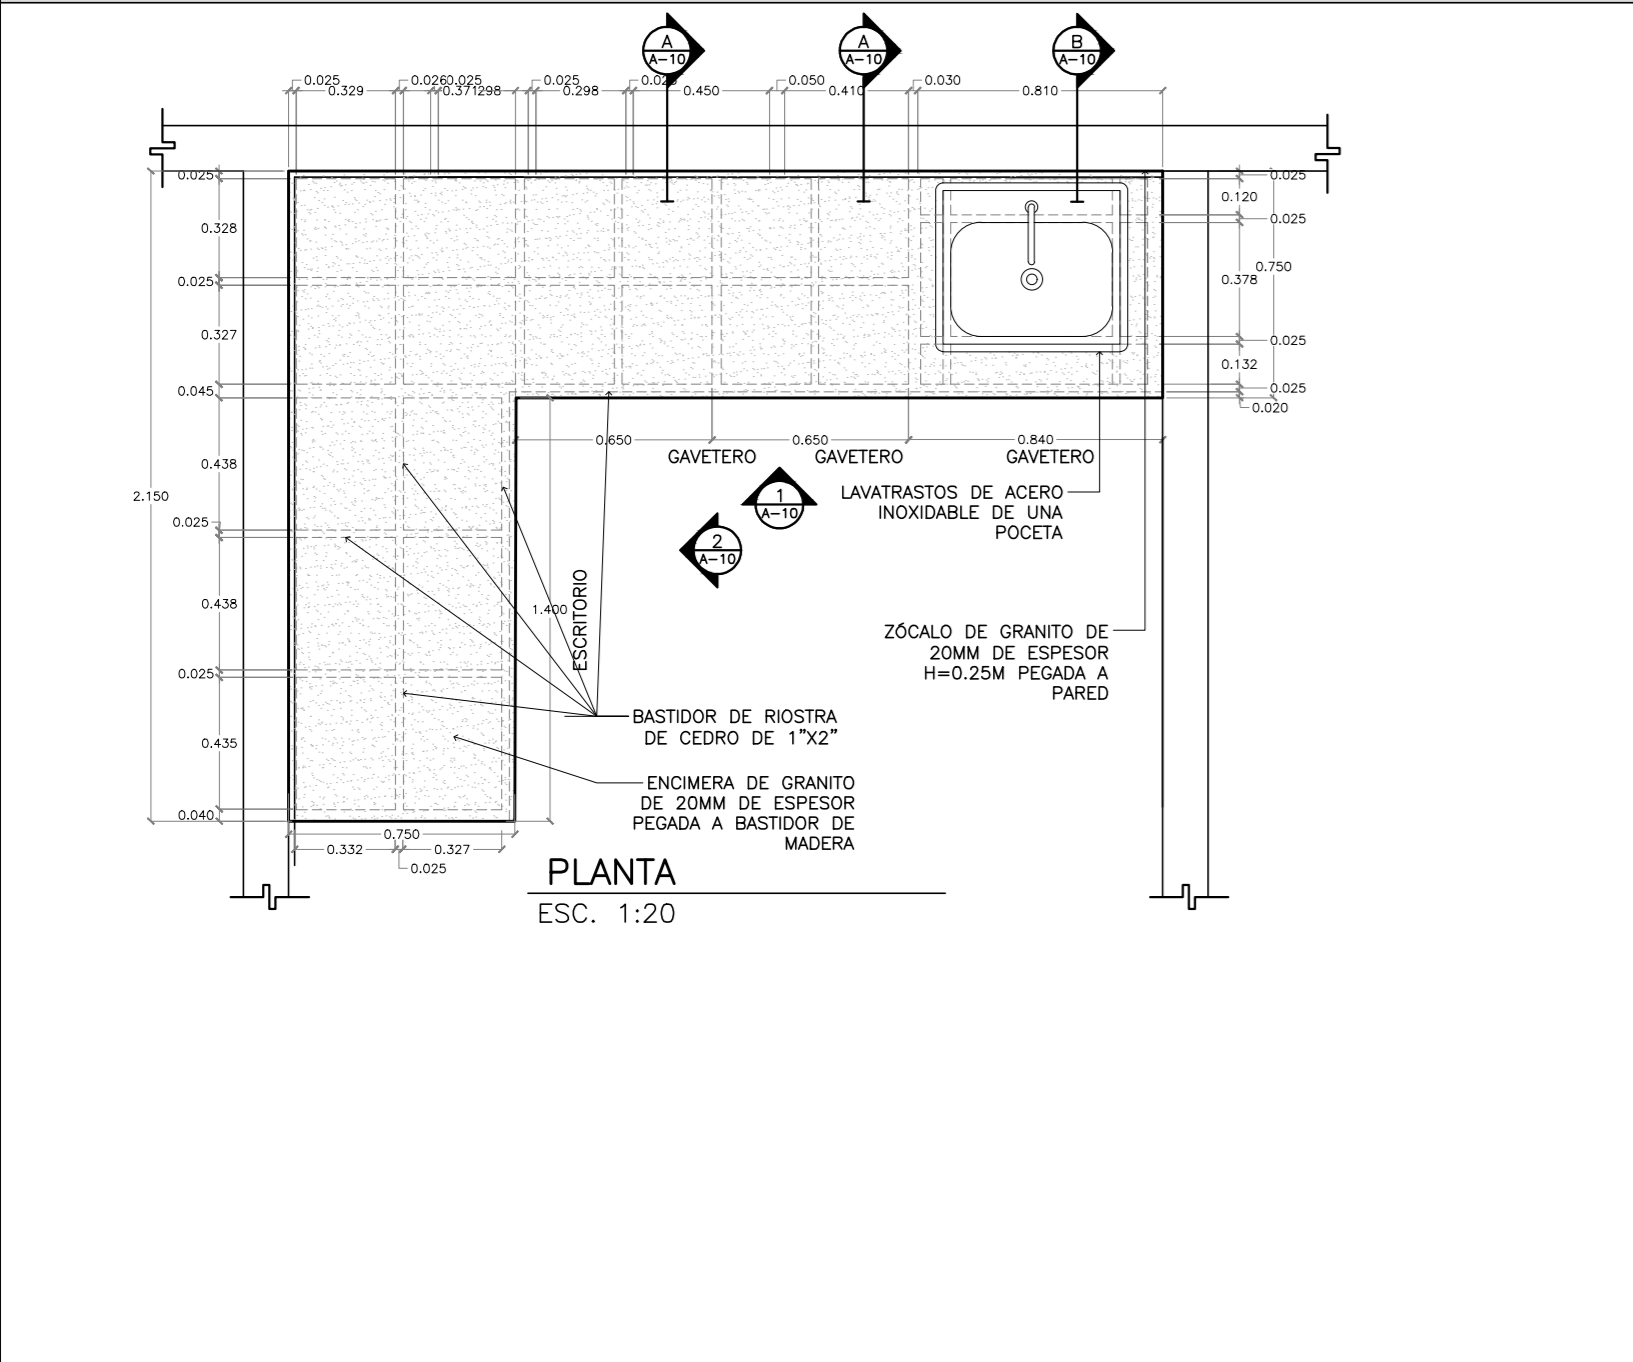 A
A-10
A
A-10
B
A-10
0.025
0.329
0.026
0.025
0.371
298
0.025
0.298
0.450
0.050
0.410
0.030
0.810
0.025
0.328
0.025
0.327
0.045
0.438
2.150
0.025
0.438
0.025
0.435
0.040
0.025
0.120
0.025
0.750
0.378
0.025
0.132
0.025
0.020
0.650
0.650
0.840
GAVETERO
GAVETERO
GAVETERO
1
A-10
2
A-10
LAVATRASTOS DE ACERO
INOXIDABLE DE UNA
POCETA
1.400
ESCRITORIO
ZÓCALO DE GRANITO DE
20MM DE ESPESOR
H=0.25M PEGADA A
PARED
BASTIDOR DE RIOSTRA
DE CEDRO DE 1”X2”
ENCIMERA DE GRANITO
DE 20MM DE ESPESOR
PEGADA A BASTIDOR DE
MADERA
0.750
0.332
0.327
0.025
PLANTA
ESC. 1:20